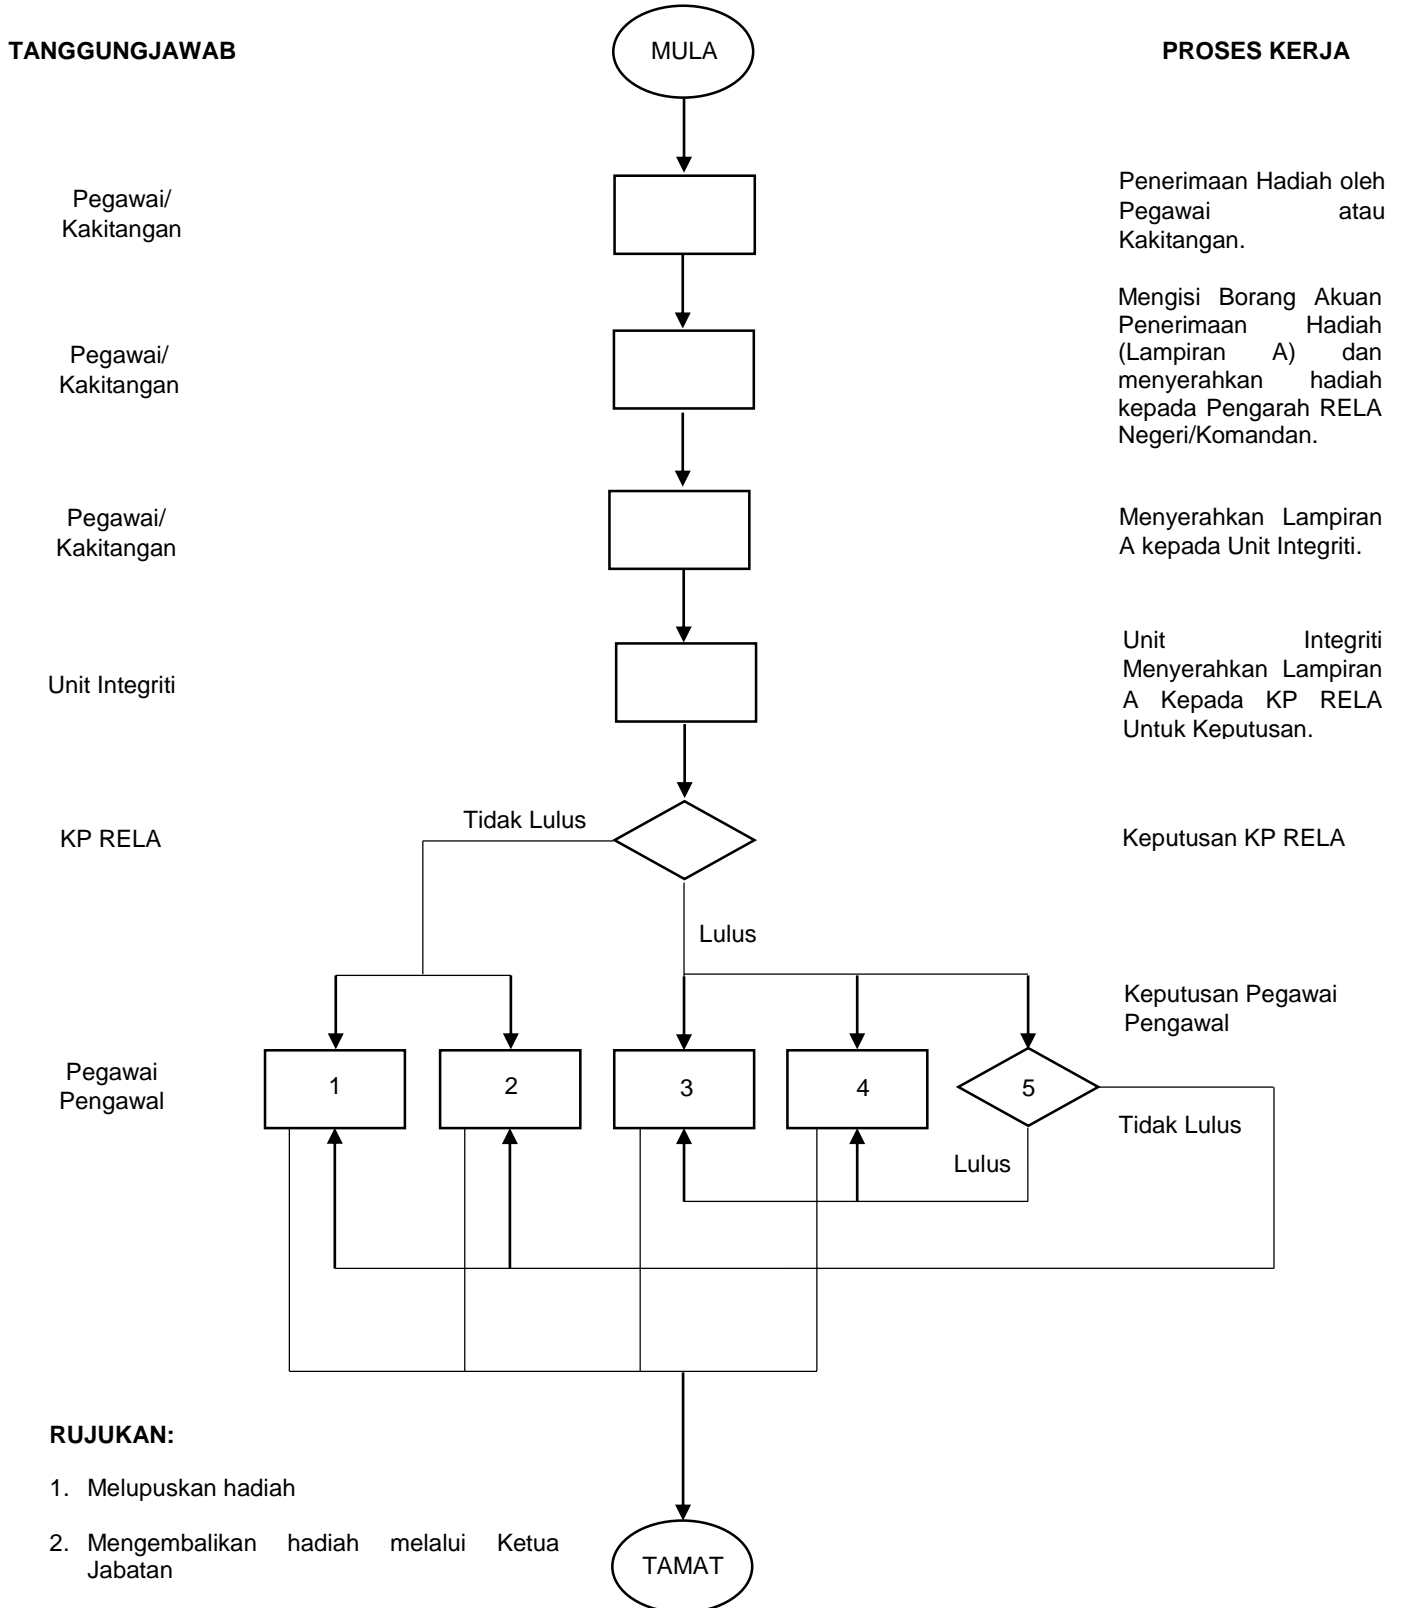 TANGGUNGJAWAB
MULA
PROSES KERJA
Pegawai/
Kakitangan
Penerimaan Hadiah oleh
Pegawai atau
Kakitangan.
Pegawai/
Kakitangan
Mengisi Borang Akuan
Penerimaan Hadiah
(Lampiran A) dan
menyerahkan hadiah
kepada Pengarah RELA
Negeri/Komandan.
Pegawai/
Kakitangan
Menyerahkan Lampiran
A kepada Unit Integriti.
Unit Integriti
Unit Integriti
Menyerahkan Lampiran
A Kepada KP RELA
Untuk Keputusan.
KP RELA
Tidak Lulus
Keputusan KP RELA
Lulus
Keputusan Pegawai
Pengawal
Pegawai
Pengawal
1
2
3
4
5
Tidak Lulus
Lulus
RUJUKAN:
1. Melupuskan hadiah
2. Mengembalikan hadiah melalui Ketua
Jabatan
TAMAT